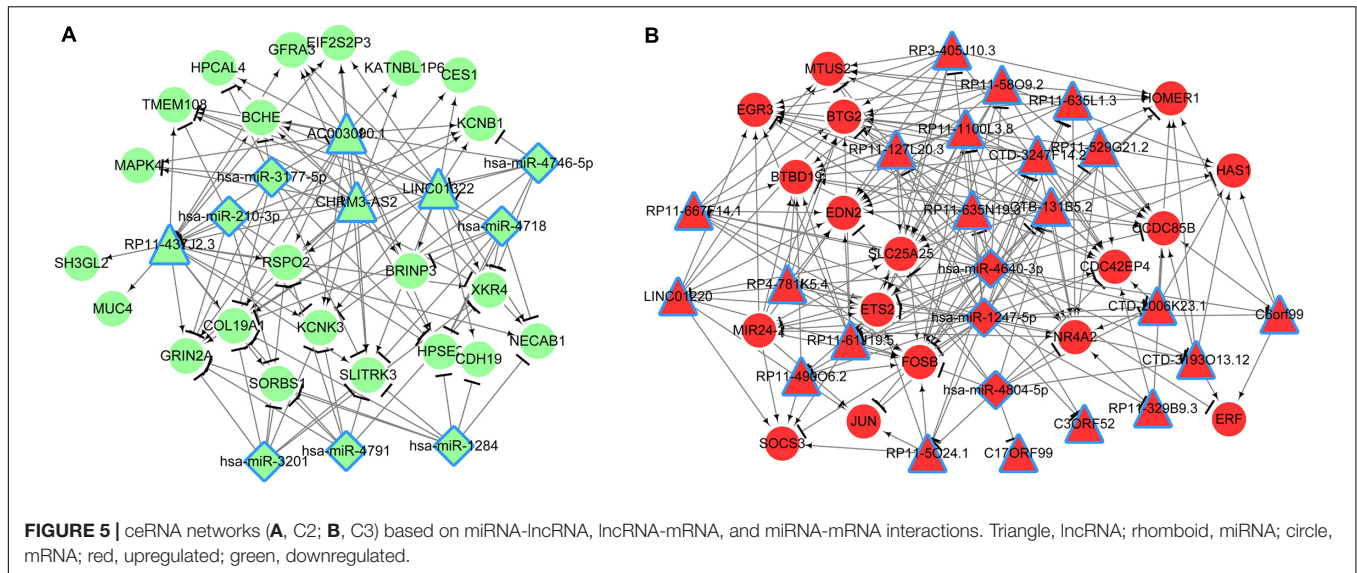 A
B
EIF2S2P3
GFRA3
HPCAL4
KATNBL1P6
CES1
TMEM108
BCHE
AC003090.1
KCNB1
MAPK4
hsa-miR-3177-5p
hsa-miR-4746-5p
LINC01322
CHRM3-AS2
hsa-miR-210-3p
hsa-miR-4718
RP11-437J2.3
SH3GL2
RSPO2
BRINP3
MUC4
XKR4
COL19A1
KCNK3
NECAB1
GRIN2A
HPSE2
CDH19
SORBS1
SLITRK3
hsa-miR-3201
hsa-miR-4791
hsa-miR-1284
RP3-405J10.3
MTUS2
RP11-58O9.2
RP11-635L1.3
HOMER1
EGR3
BTG2
RP11-1100L3.8
RP11-127L20.3
CTD-3247F14.2
RP11-529G21.2
BTBD19
HAS1
RP11-667F14.1
EDN2
RP11-635N19.3
CTB-131B5.2
CCDC85B
SLC25A25
hsa-miR-4640-3p
CDC42EP4
LINC01220
RP4-781K5.4
ETS2
hsa-miR-1247-5p
CTD-2006K23.1
C5orf99
MIR24-2
RP11-61J19.5
NR4A2
FOSB
CTD-3193O13.12
RP11-490O6.2
hsa-miR-4804-5p
JUN
C3ORF52
RP11-329B9.3
ERF
SOCS3
RP11-5O24.1
C17ORF99
FIGURE 5 | ceRNA networks (A, C2; B, C3) based on miRNA-lncRNA, lncRNA-mRNA, and miRNA-mRNA interactions. Triangle, lncRNA; rhomboid, miRNA; circle,
mRNA; red, upregulated; green, downregulated.